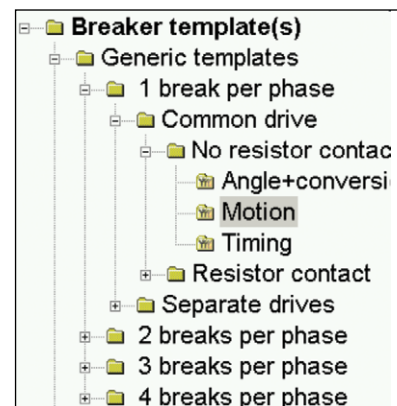 Breaker template(s)
Generic templates
1 break per phase
Common drive
No resistor contac
Angle+conversi
Motion
Timing
Resistor contact
Separate drives
2 breaks per phase
3 breaks per phase
4 breaks per phase